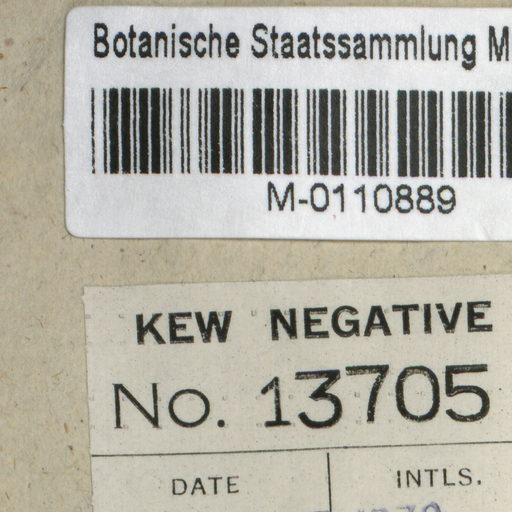 Botanische Staatssammlung M
M-0110889
KEW NEGATIVE
No. 13705
DATE INTLS.